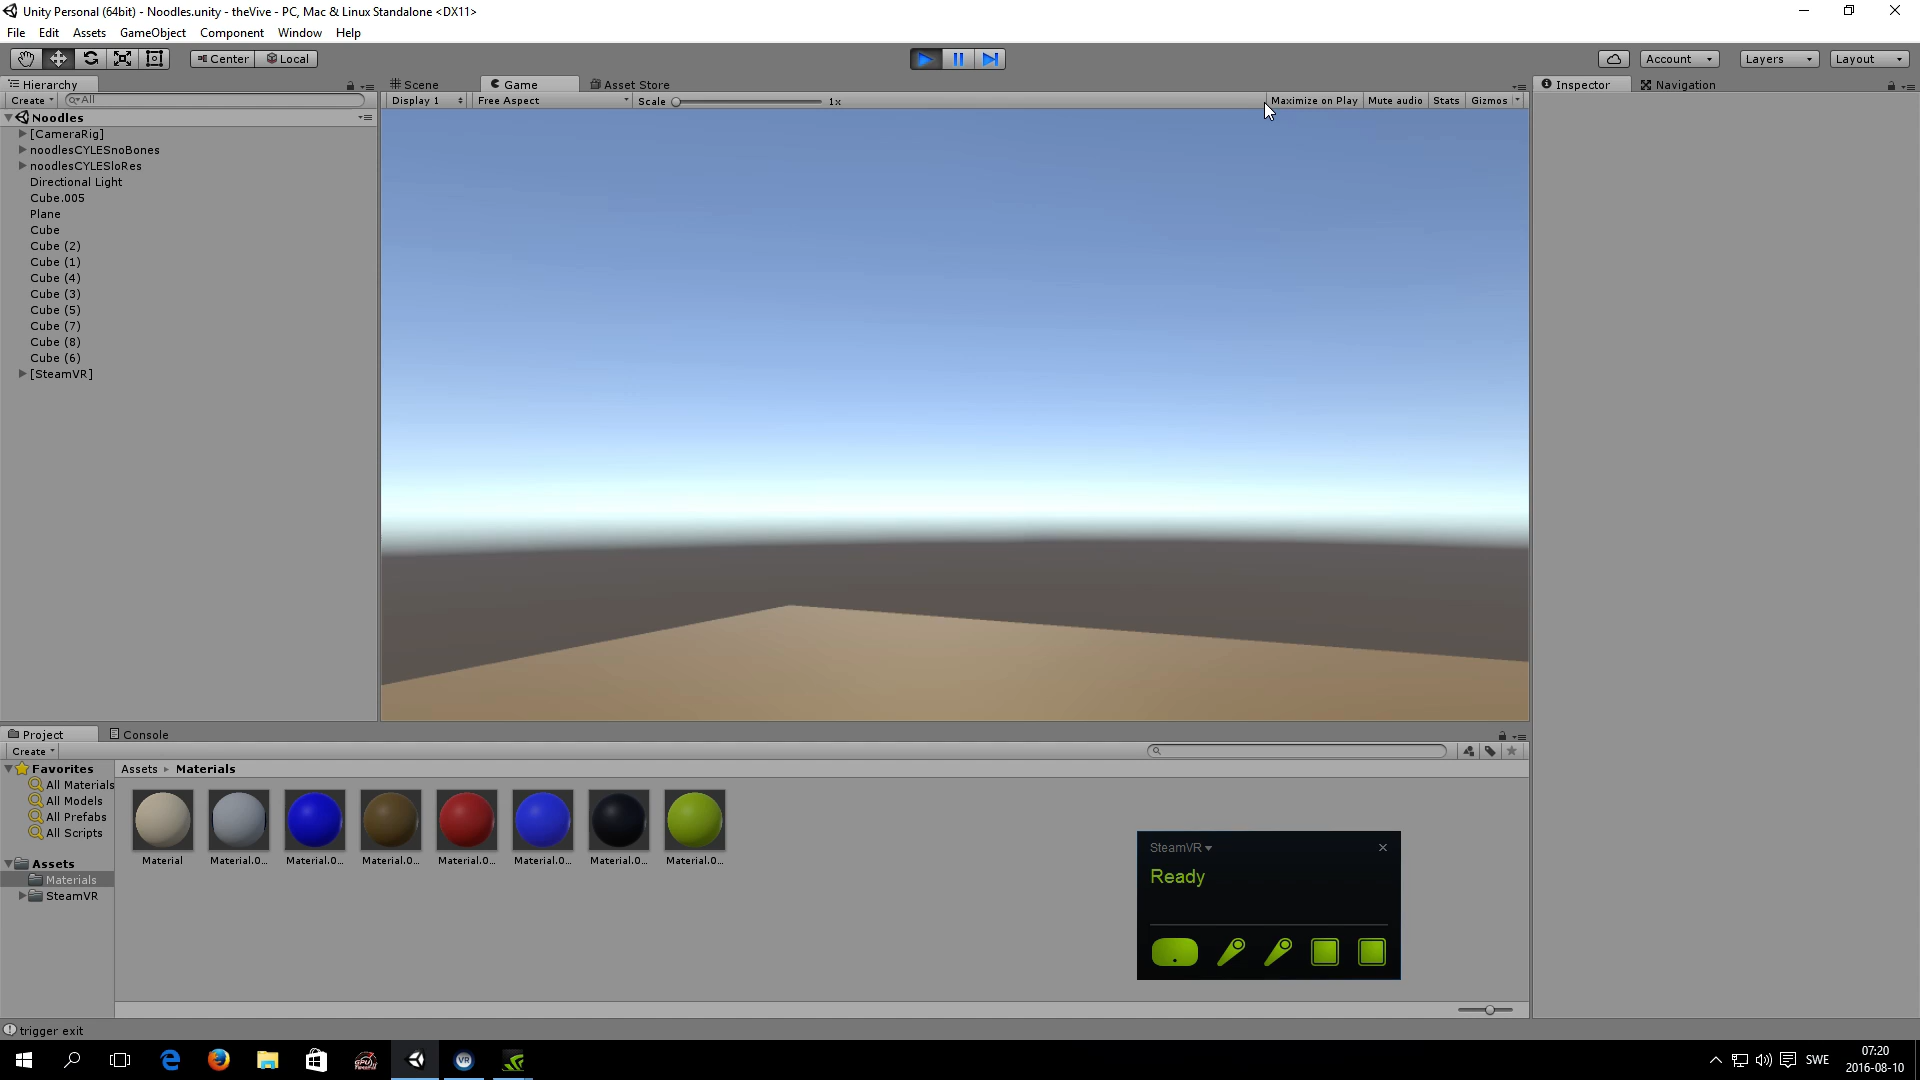 Unity Personal (64bit) - Noodles.unity - theVive - PC, Mac & Linux Standalone <DX11>
File Edit Assets GameObject Component Window Help
Center Local Account Layers Layout
Hierarchy Scene Game Asset Store Inspector Navigation
Create All Display 1 Free Aspect Scale 1x Maximize on Play Mute audio Stats Gizmos
Noodles
[CameraRig]
noodlesCYLESnoBones
noodlesCYLESloRes
Directional Light
Cube.005
Plane
Cube
Cube (2)
Cube (1)
Cube (4)
Cube (3)
Cube (5)
Cube (7)
Cube (8)
Cube (6)
[SteamVR]
Project Console
Create
Favorites
All Materials
All Models
All Prefabs
All Scripts
Assets
Materials
SteamVR
Assets Materials
Material Material.0... Material.0... Material.0... Material.0... Material.0... Material.0... Material.0...
SteamVR
Ready
trigger exit
VR
SWE
07:20
2016-08-10